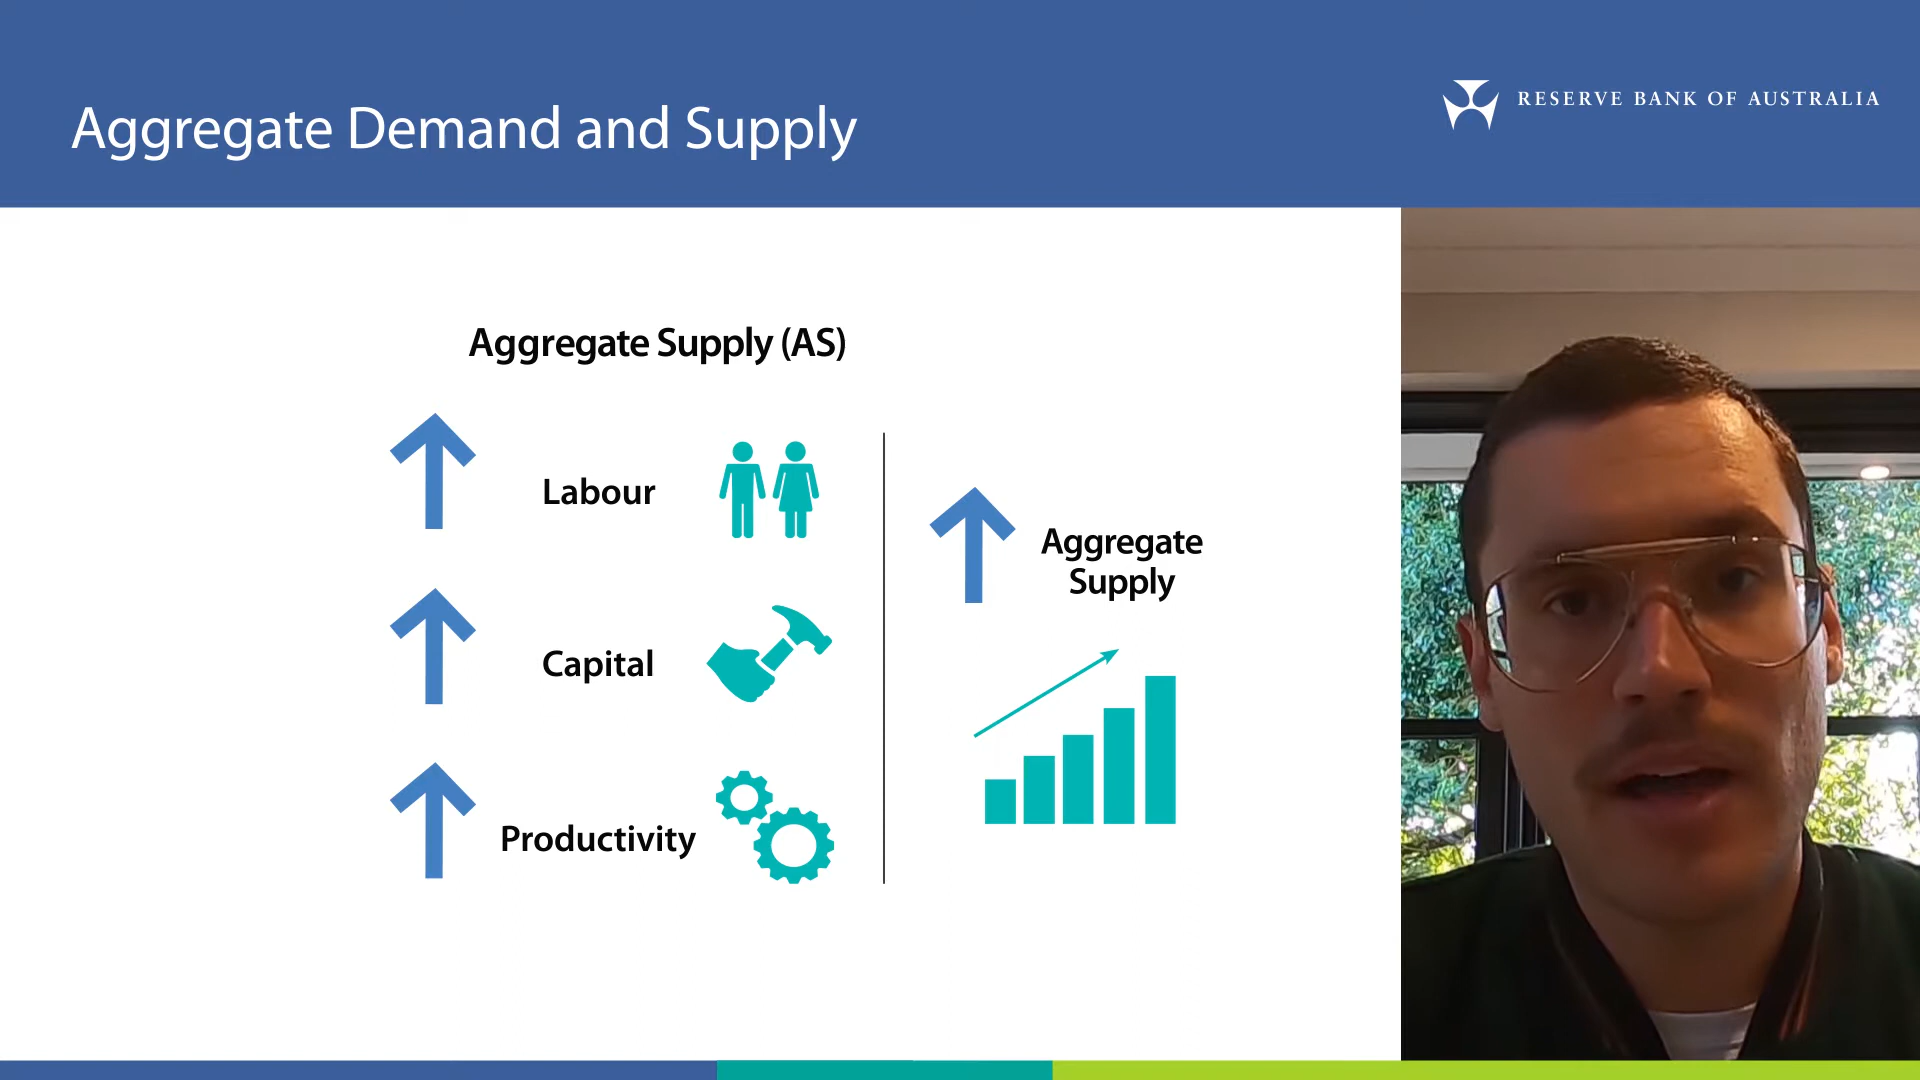 Aggregate Demand and Supply
RESERVE BANK OF AUSTRALIA
Aggregate Supply (AS)
Labour
Capital
Productivity
Aggregate
Supply